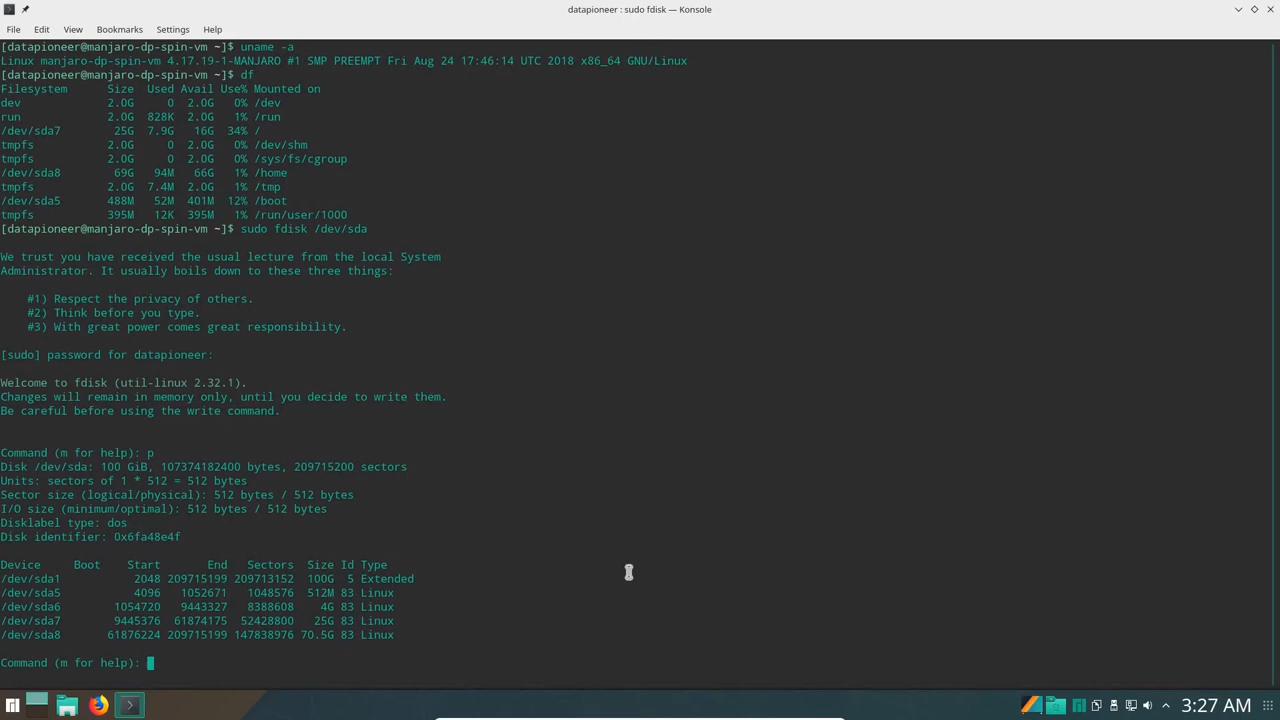 datapioneer : sudo fdisk — Konsole
File Edit View Bookmarks Settings Help
[datapioneer@manjaro-dp-spin-vm ~]$ uname -a
Linux manjaro-dp-spin-vm 4.17.19-1-MANJARO #1 SMP PREEMPT Fri Aug 24 17:46:14 UTC 2018 x86_64 GNU/Linux
[datapioneer@manjaro-dp-spin-vm ~]$ df
Filesystem Size Used Avail Use% Mounted on
dev 2.0G 0 2.0G 0% /dev
run 2.0G 828K 2.0G 1% /run
/dev/sda7 25G 7.9G 16G 34% /
tmpfs 2.0G 0 2.0G 0% /dev/shm
tmpfs 2.0G 0 2.0G 0% /sys/fs/cgroup
/dev/sda8 69G 94M 66G 1% /home
tmpfs 2.0G 7.4M 2.0G 1% /tmp
/dev/sda5 488M 52M 401M 12% /boot
tmpfs 395M 12K 395M 1% /run/user/1000
[datapioneer@manjaro-dp-spin-vm ~]$ sudo fdisk /dev/sda
We trust you have received the usual lecture from the local System
Administrator. It usually boils down to these three things:
#1) Respect the privacy of others.
#2) Think before you type.
#3) With great power comes great responsibility.
[sudo] password for datapioneer:
Welcome to fdisk (util-linux 2.32.1).
Changes will remain in memory only, until you decide to write them.
Be careful before using the write command.
Command (m for help): p
Disk /dev/sda: 100 GiB, 107374182400 bytes, 209715200 sectors
Units: sectors of 1 * 512 = 512 bytes
Sector size (logical/physical): 512 bytes / 512 bytes
I/O size (minimum/optimal): 512 bytes / 512 bytes
Disklabel type: dos
Disk identifier: 0x6fa48e4f
Device Boot Start End Sectors Size Id Type
/dev/sda1 2048 209715199 209713152 100G 5 Extended
/dev/sda5 4096 1052671 1048576 512M 83 Linux
/dev/sda6 1054720 9443327 8388608 4G 83 Linux
/dev/sda7 9445376 61874175 52428800 25G 83 Linux
/dev/sda8 61876224 209715199 147838976 70.5G 83 Linux
Command (m for help):
3:27 AM